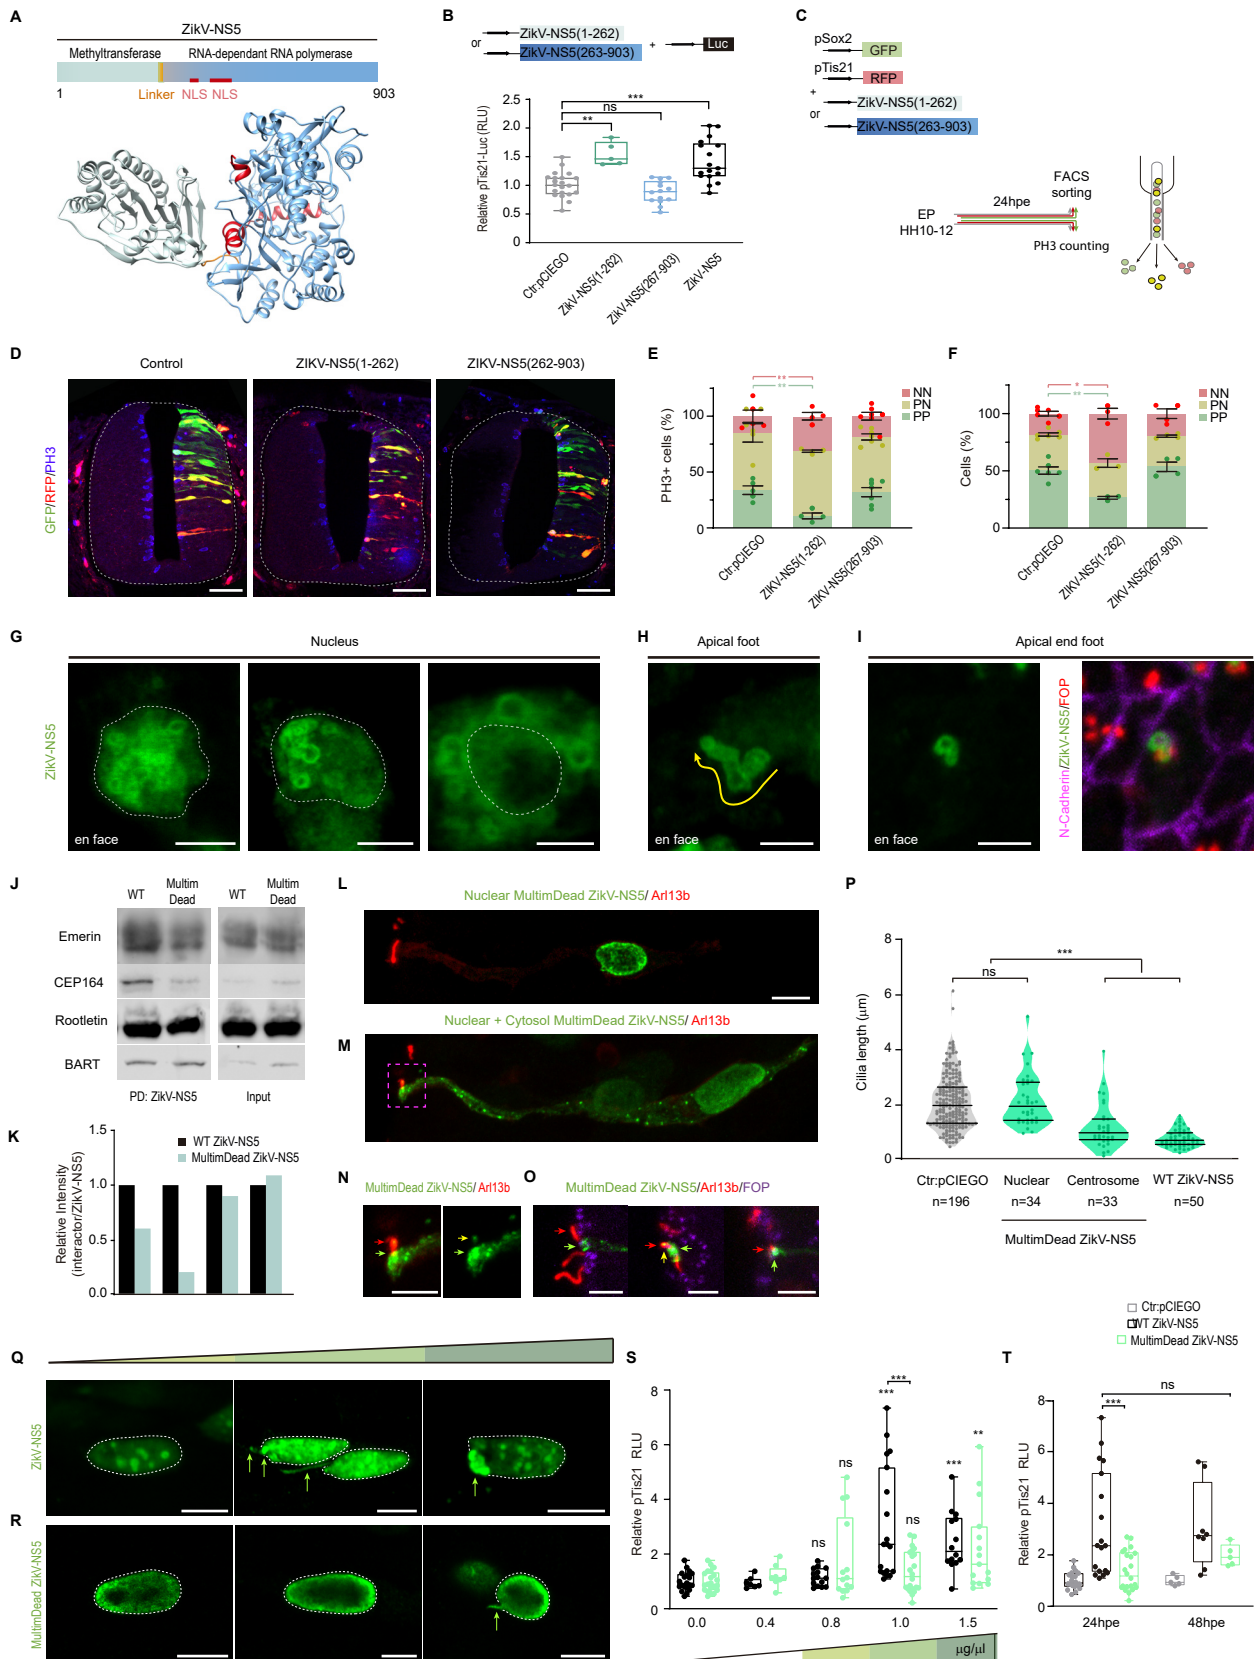 A
ZikV-NS5
Methyltransferase
RNA-dependant RNA polymerase
1
Linker
NLS
NLS
903
B
ZikV-NS5(1-262)
or
ZikV-NS5(263-903)
+
Luc
Relative pTis21-Luc (RLU)
2.5
2.0
1.5
1.0
0.5
0
***
ns
**
Ctr:pCIEGO
ZikV-NS5(1-262)
ZikV-NS5(267-903)
ZikV-NS5
C
pSox2
GFP
pTis21
RFP
+
ZikV-NS5(1-262)
or
ZikV-NS5(263-903)
FACS
sorting
24hpe
EP
HH10-12
PH3 counting
D
Control
ZIKV-NS5(1-262)
ZIKV-NS5(262-903)
GFP/RFP/PH3
E
**
**
NN
PN
PP
PH3+ cells (%)
100
50
0
Ctr:pCIEGO
ZIKV-NS5(1-262)
ZIKV-NS5(267-903)
F
*
**
NN
PN
PP
Cells (%)
100
50
0
Ctr:pCIEGO
ZIKV-NS5(1-262)
ZIKV-NS5(267-903)
G
Nucleus
ZikV-NS5
en face
H
Apical foot
en face
I
Apical end foot
en face
N-Cadherin/ZikV-NS5/FOP
J
WT
Multim
Dead
WT
Multim
Dead
Emerin
CEP164
Rootletin
BART
*
PD: ZikV-NS5
Input
K
WT ZikV-NS5
MultimDead ZikV-NS5
Relative Intensity
(interactor/ZikV-NS5)
1.5
1.0
0.5
0.0
L
Nuclear MultimDead ZikV-NS5/ Arl13b
Nuclear + Cytosol MultimDead ZikV-NS5/ Arl13b
M
N
MultimDead ZikV-NS5/ Arl13b
O
MultimDead ZikV-NS5/Arl13b/FOP
P
Cilia length (µm)
8
6
4
2
0
***
ns
Ctr:pCIEGO
Nuclear
Centrosome
WT ZikV-NS5
n=196
n=34
n=33
n=50
MultimDead ZikV-NS5
Q
ZikV-NS5
R
MultimDead ZikV-NS5
Ctr:pCIEGO
WT ZikV-NS5
MultimDead ZikV-NS5
S
Relative pTis21 RLU
8
6
4
2
0
ns
ns
***
***
ns
***
**
0.0
0.4
0.8
1.0
1.5
µg/µl
T
Relative pTis21 RLU
8
6
4
2
0
ns
***
24hpe
48hpe